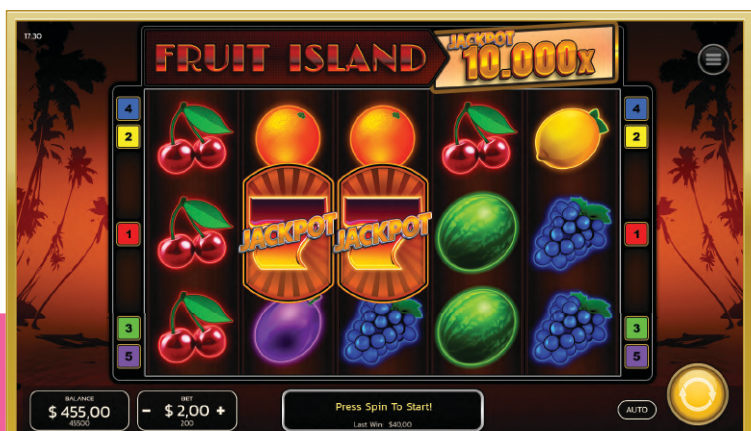 17:30
FRUIT ISLAND
JACKPOT
10.000x
4
4
2
2
JACKPOT
JACKPOT
1
1
3
3
5
5
BALANCE
$ 455,00
45500
BET
- $ 2,00 +
200
Press Spin To Start!
Last Win: $40,00
AUTO